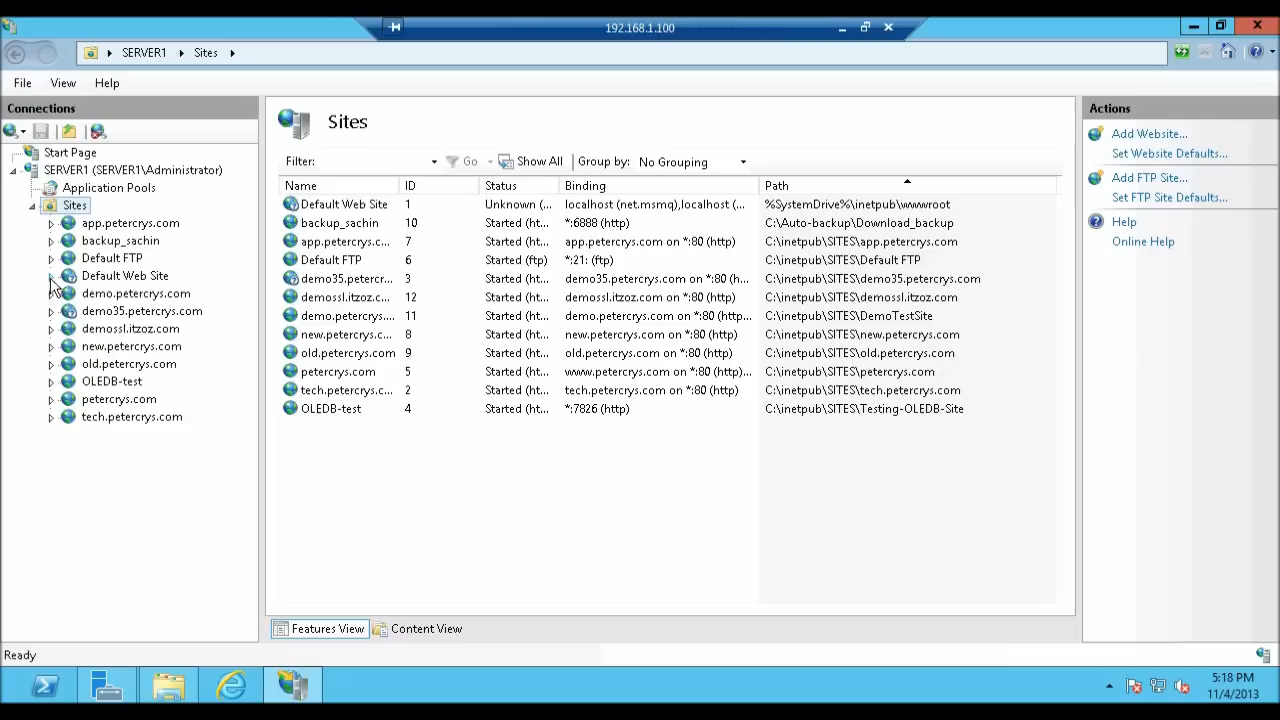 192.168.1.100
SERVER1 Sites
File View Help
Connections
Start Page
SERVER1 (SERVER1\Administrator)
Application Pools
Sites
app.petercrys.com
backup_sachin
Default FTP
Default Web Site
demo.petercrys.com
demo35.petercrys.com
demossl.itzoz.com
new.petercrys.com
old.petercrys.com
OLEDB-test
petercrys.com
tech.petercrys.com
Sites
Filter: Go Show All Group by: No Grouping
Name ID Status Binding Path
Default Web Site 1 Unknown (... localhost (net.msmq),localhost (... %SystemDrive%\inetpub\wwwroot
backup_sachin 10 Started (ht... *:6888 (http) C:\Auto-backup\Download_backup
app.petercrys.c... 7 Started (ht... app.petercrys.com on *:80 (http) C:\inetpub\SITES\app.petercrys.com
Default FTP 6 Started (ftp) *:21: (ftp) C:\inetpub\SITES\Default FTP
demo35.petercr... 3 Started (ht... demo35.petercrys.com on *:80 (h... C:\inetpub\SITES\demo35.petercrys.com
demossl.itzoz.c... 12 Started (ht... demossl.itzoz.com on *:80 (http) C:\inetpub\SITES\demossl.itzoz.com
demo.petercrys.... 11 Started (ht... demo.petercrys.com on *:80 (http... C:\inetpub\SITES\DemoTestSite
new.petercrys.c... 8 Started (ht... new.petercrys.com on *:80 (http) C:\inetpub\SITES\new.petercrys.com
old.petercrys.com 9 Started (ht... old.petercrys.com on *:80 (http) C:\inetpub\SITES\old.petercrys.com
petercrys.com 5 Started (ht... www.petercrys.com on *:80 (http)... C:\inetpub\SITES\petercrys.com
tech.petercrys.c... 2 Started (ht... tech.petercrys.com on *:80 (http) C:\inetpub\SITES\tech.petercrys.com
OLEDB-test 4 Started (ht... *:7826 (http) C:\inetpub\SITES\Testing-OLEDB-Site
Features View Content View
Actions
Add Website...
Set Website Defaults...
Add FTP Site...
Set FTP Site Defaults...
Help
Online Help
Ready
5:18 PM
11/4/2013